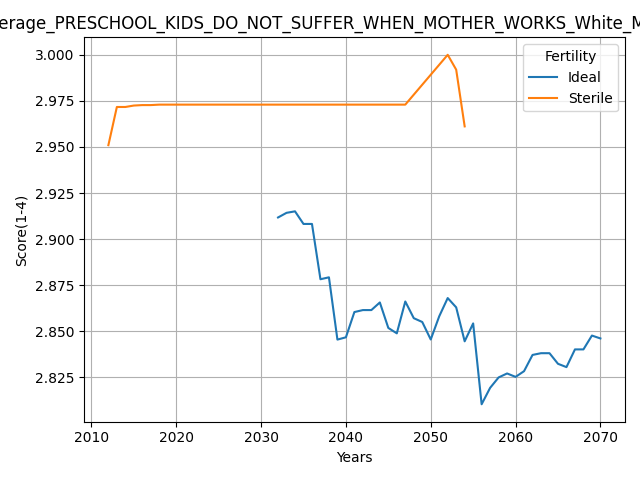 erage_PRESCHOOL_KIDS_DO_NOT_SUFFER_WHEN_MOTHER_WORKS_White_M
Fertility
Ideal
Sterile
3.000
2.975
2.950
2.925
2.900
2.875
2.850
2.825
Score(1-4)
2010 2020 2030 2040 2050 2060 2070
Years